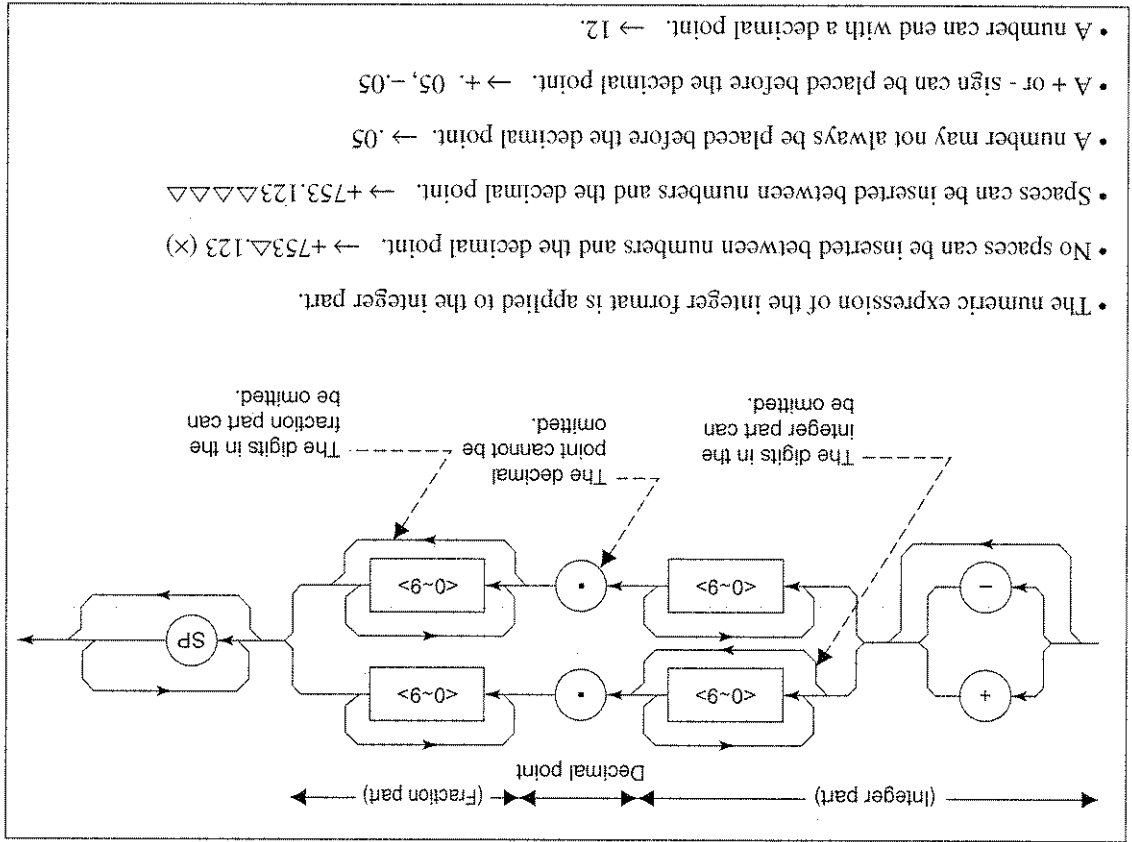 (Integer part)
Decimal point
(Fraction part)
+
<0~9>
.
<0~9>
SP
−
<0~9>
.
<0~9>
The digits in the
integer part can
be omitted.
The decimal
point cannot be
omitted.
The digits in the
fraction part can
be omitted.
• The numeric expression of the integer format is applied to the integer part.
• No spaces can be inserted between numbers and the decimal point. → +753△.123 (×)
• Spaces can be inserted between numbers and the decimal point. → +753.123△△△△△
• A number may not always be placed before the decimal point. → .05
• A + or - sign can be placed before the decimal point. → +. 05, −.05
• A number can end with a decimal point. → 12.